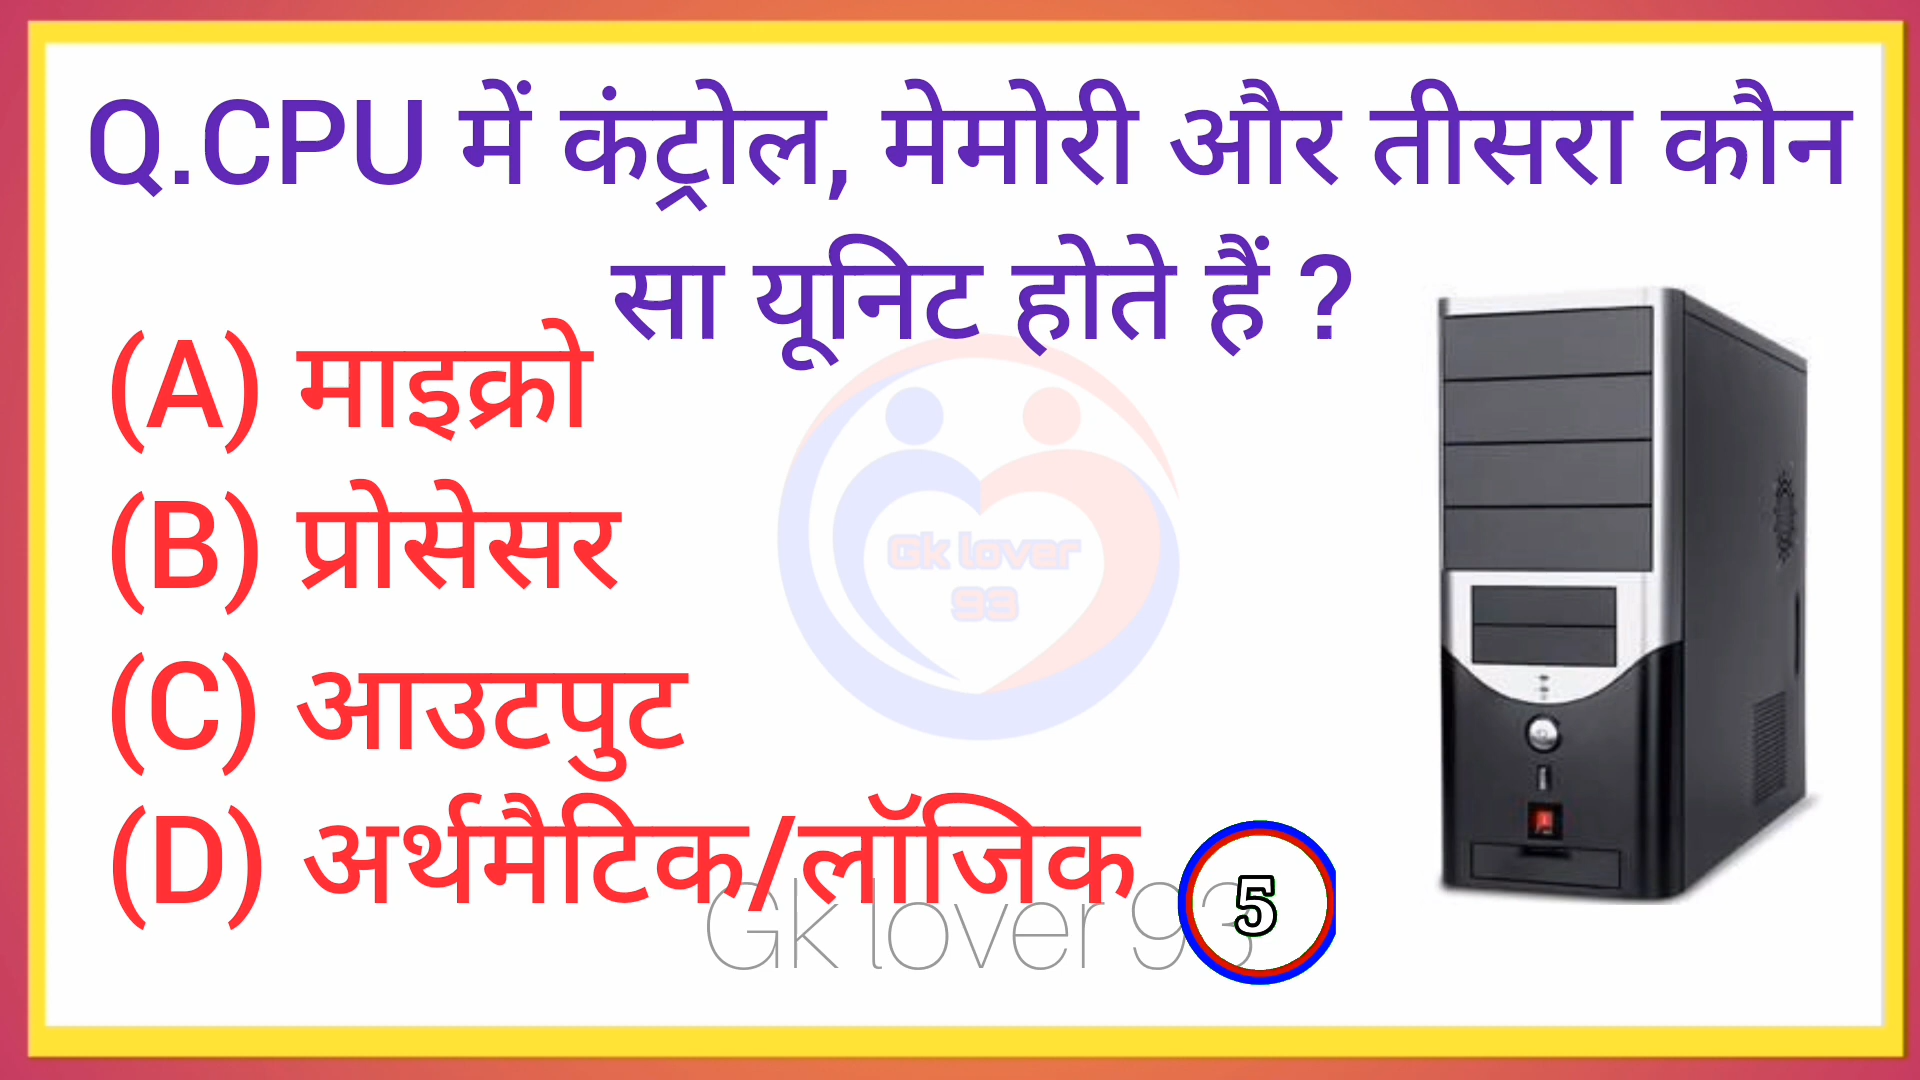 Q.CPU में कंट्रोल, मेमोरी और तीसरा कौन
सा यूनिट होते हैं ?
(A) माइक्रो
(B) प्रोसेसर
(C) आउटपुट
(D) अर्थमैटिक/लॉजिक
Gk lover
93
Gk lover 93
5